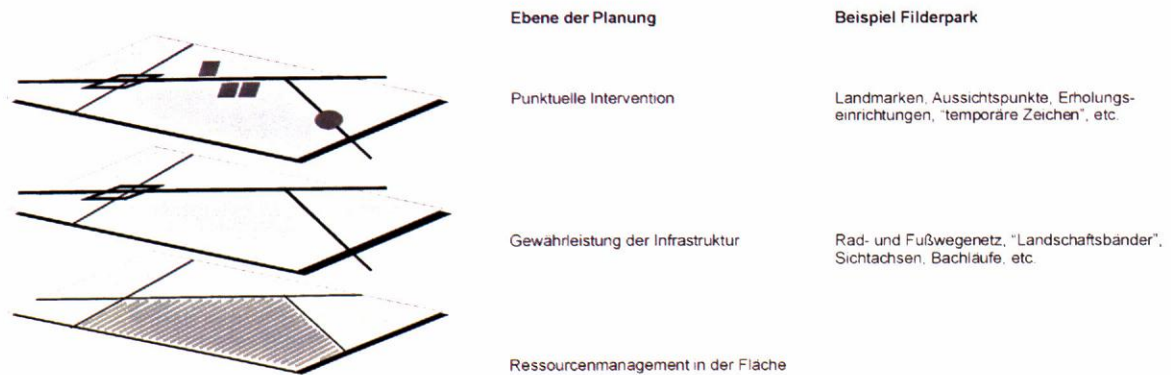 Ebene der Planung
Beispiel Filderpark
Punktuelle Intervention
Landmarken, Aussichtspunkte, Erholungs-
einrichtungen, "temporäre Zeichen", etc.
Gewährleistung der Infrastruktur
Rad- und Fußwegenetz, "Landschaftsbänder",
Sichtachsen, Bachläufe, etc.
Ressourcenmanagement in der Fläche